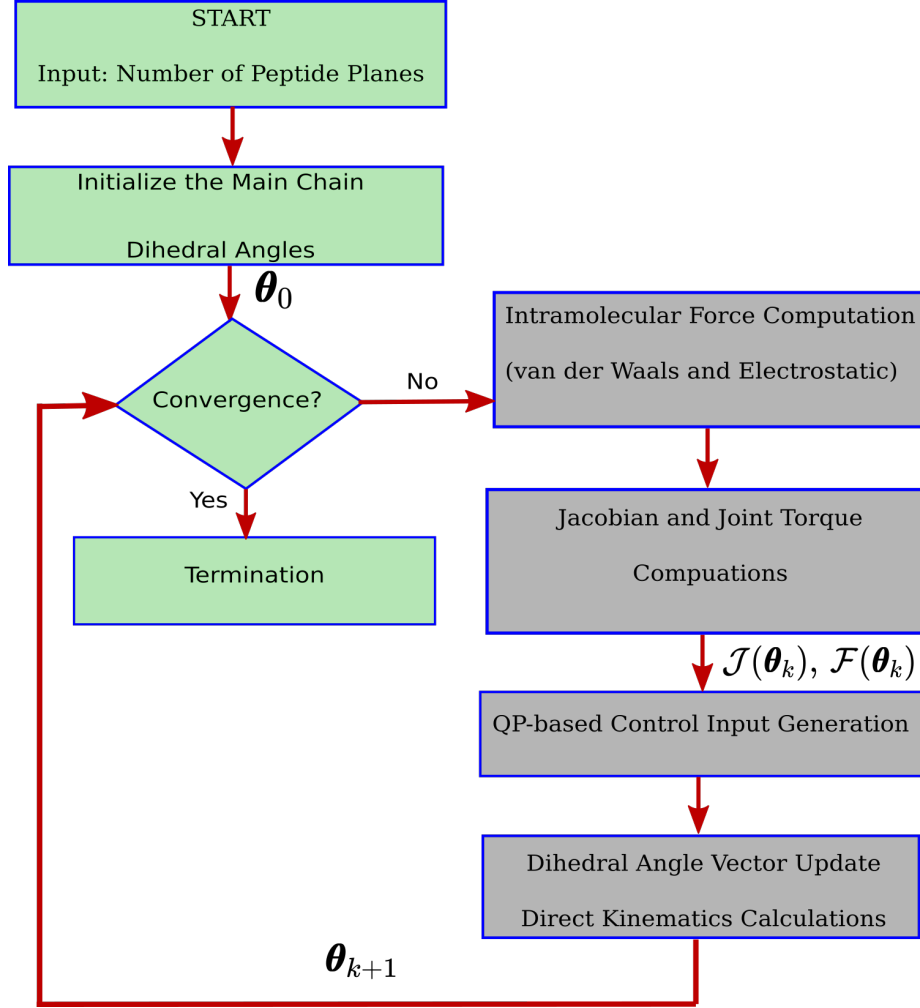 START
Input: Number of Peptide Planes
Initialize the Main Chain
Dihedral Angles
𝜽₀
Convergence?
No
Yes
Termination
Intramolecular Force Computation
(van der Waals and Electrostatic)
Jacobian and Joint Torque
Compuations
𝒥(𝜽ₖ), ℱ(𝜽ₖ)
QP-based Control Input Generation
Dihedral Angle Vector Update
Direct Kinematics Calculations
𝜽ₖ₊₁